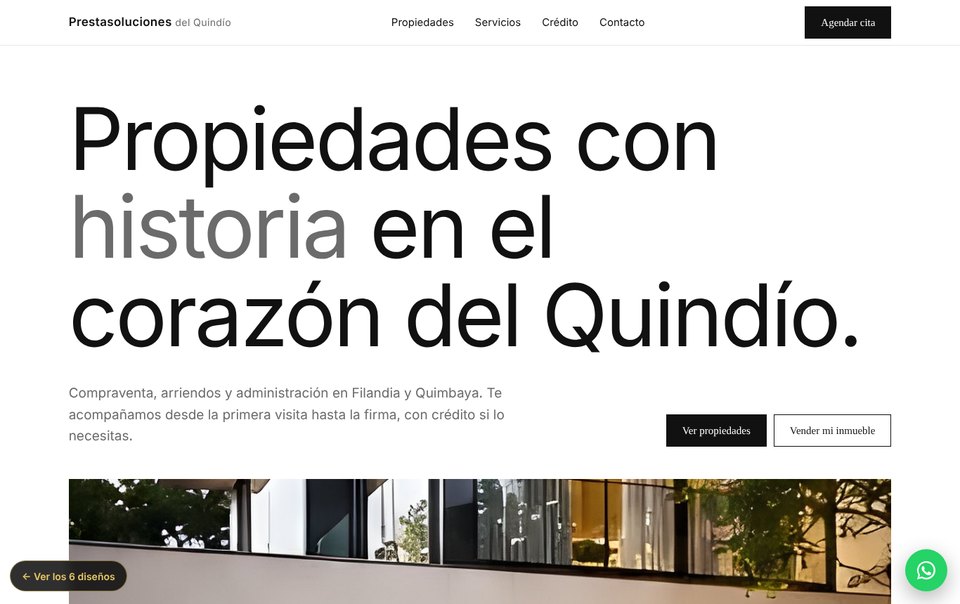 Prestasoluciones del Quindío
Propiedades Servicios Crédito Contacto
Agendar cita
Propiedades con
historia en el
corazón del Quindío.
Compraventa, arriendos y administración en Filandia y Quimbaya. Te
acompañamos desde la primera visita hasta la firma, con crédito si lo
necesitas.
Ver propiedades
Vender mi inmueble
← Ver los 6 diseños